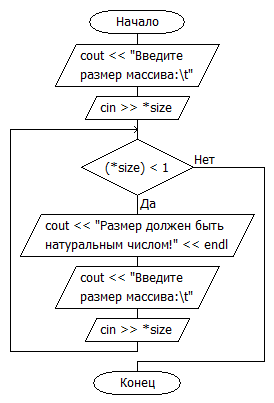 Начало
cout << "Введите
размер массива:\t"
cin >> *size
(*size) < 1
Нет
Да
cout << "Размер должен быть
натуральным числом!" << endl
cout << "Введите
размер массива:\t"
cin >> *size
Конец